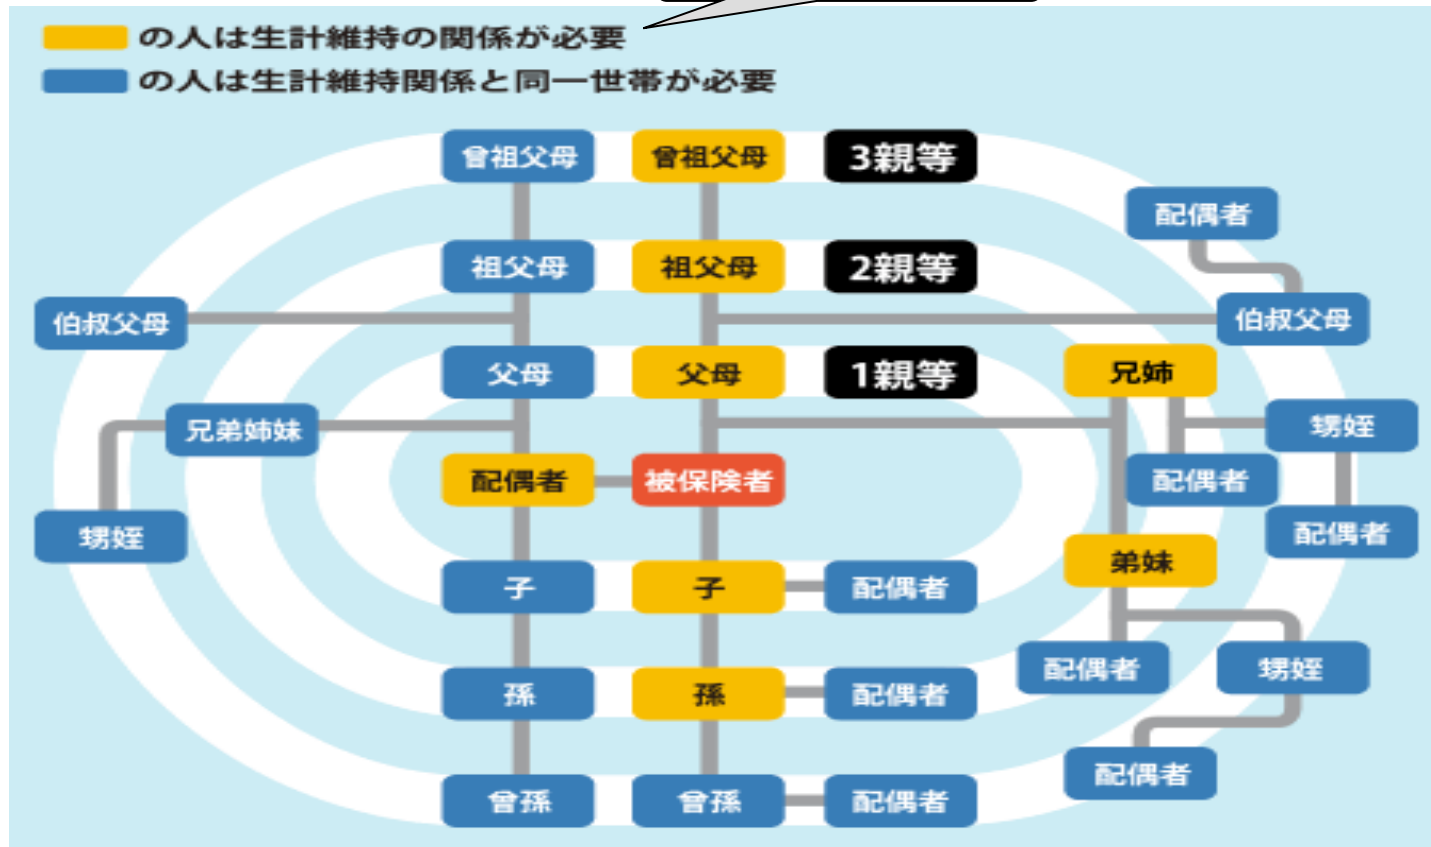 の人は生計維持の関係が必要
の人は生計維持関係と同一世帯が必要
曾祖父母 曾祖父母 3親等
配偶者
祖父母 祖父母 2親等
伯叔父母 伯叔父母
父母 父母 1親等 兄姉
兄弟姉妹 甥姪
配偶者 被保険者 配偶者
甥姪 配偶者
弟妹
子 子 配偶者
配偶者 甥姪
孫 孫 配偶者
配偶者
曾孫 曾孫 配偶者